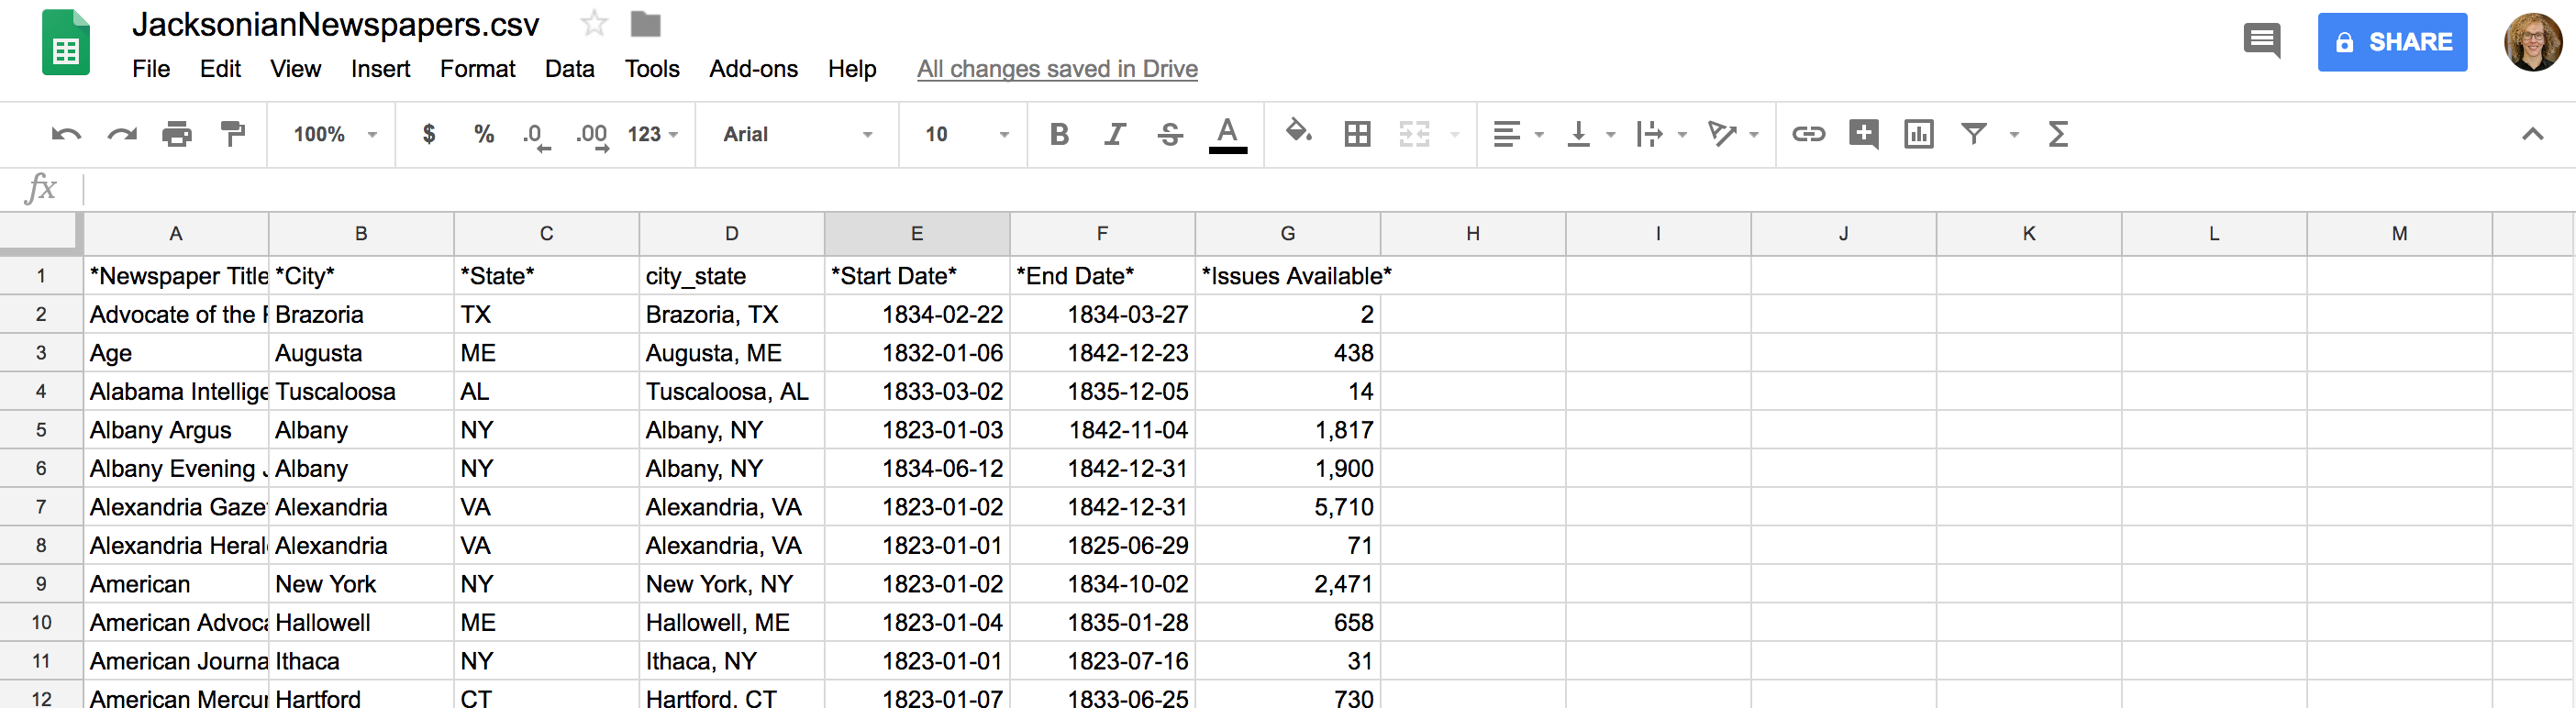 JacksonianNewspapers.csv
File Edit View Insert Format Data Tools Add-ons Help All changes saved in Drive
SHARE
100% $ % .0 .00 123 Arial 10 B I S A Σ
fx
A B C D E F G H I J K L M
1 *Newspaper Title *City* *State* city_state *Start Date* *End Date* *Issues Available*
2 Advocate of the Brazoria TX Brazoria, TX 1834-02-22 1834-03-27 2
3 Age Augusta ME Augusta, ME 1832-01-06 1842-12-23 438
4 Alabama Intellige Tuscaloosa AL Tuscaloosa, AL 1833-03-02 1835-12-05 14
5 Albany Argus Albany NY Albany, NY 1823-01-03 1842-11-04 1,817
6 Albany Evening Albany NY Albany, NY 1834-06-12 1842-12-31 1,900
7 Alexandria Gaze Alexandria VA Alexandria, VA 1823-01-02 1842-12-31 5,710
8 Alexandria Heral Alexandria VA Alexandria, VA 1823-01-01 1825-06-29 71
9 American New York NY New York, NY 1823-01-02 1834-10-02 2,471
10 American Advoca Hallowell ME Hallowell, ME 1823-01-04 1835-01-28 658
11 American Journa Ithaca NY Ithaca, NY 1823-01-01 1823-07-16 31
12 American Mercur Hartford CT Hartford, CT 1823-01-07 1833-06-25 730